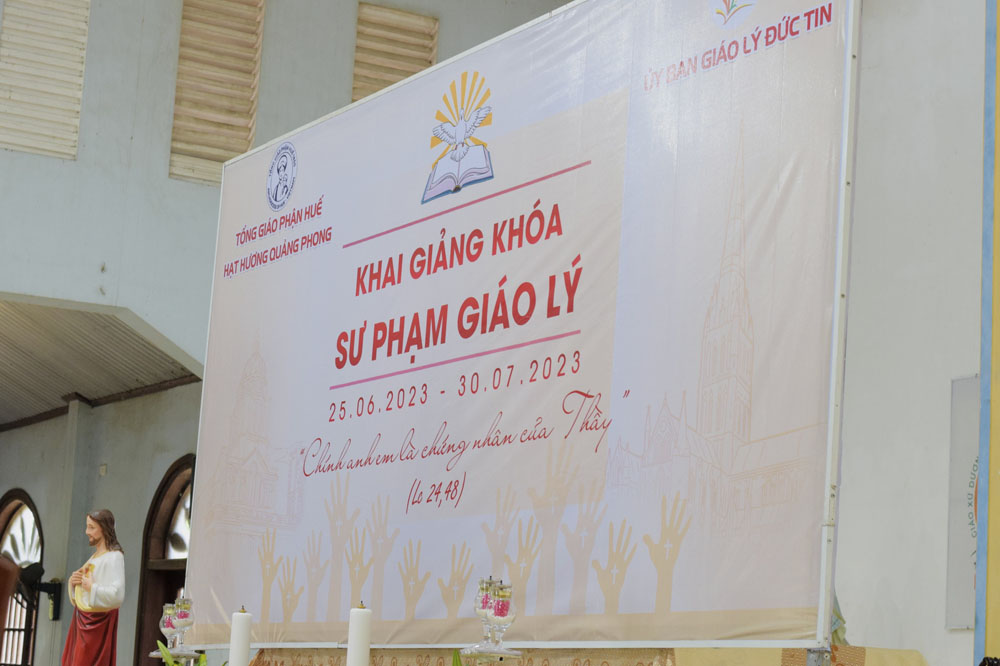 TỔNG GIÁO PHẬN HUẾ
HẠT HƯƠNG QUẢNG PHONG
ỦY BAN GIÁO LÝ ĐỨC TIN
KHAI GIẢNG KHÓA
SƯ PHẠM GIÁO LÝ
25.06.2023 - 30.07.2023
“Chính anh em là chứng nhân của Thầy”
(Lc 24,48)